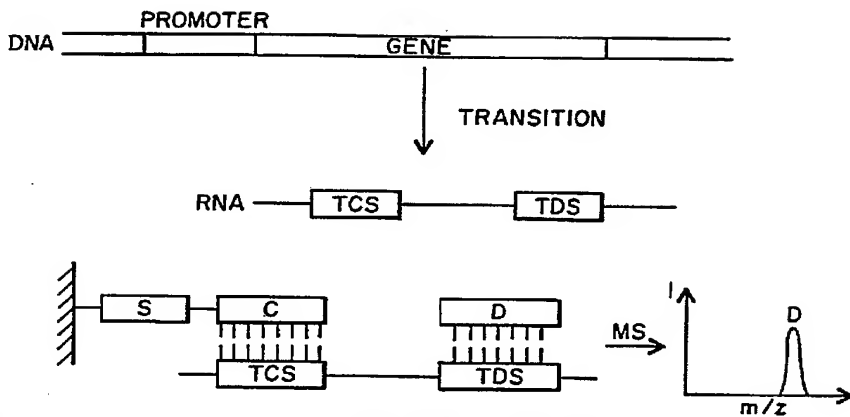 PROMOTER
DNA GENE
TRANSITION
RNA TCS TDS
S C D
MS
I D
TCS TDS
m/z